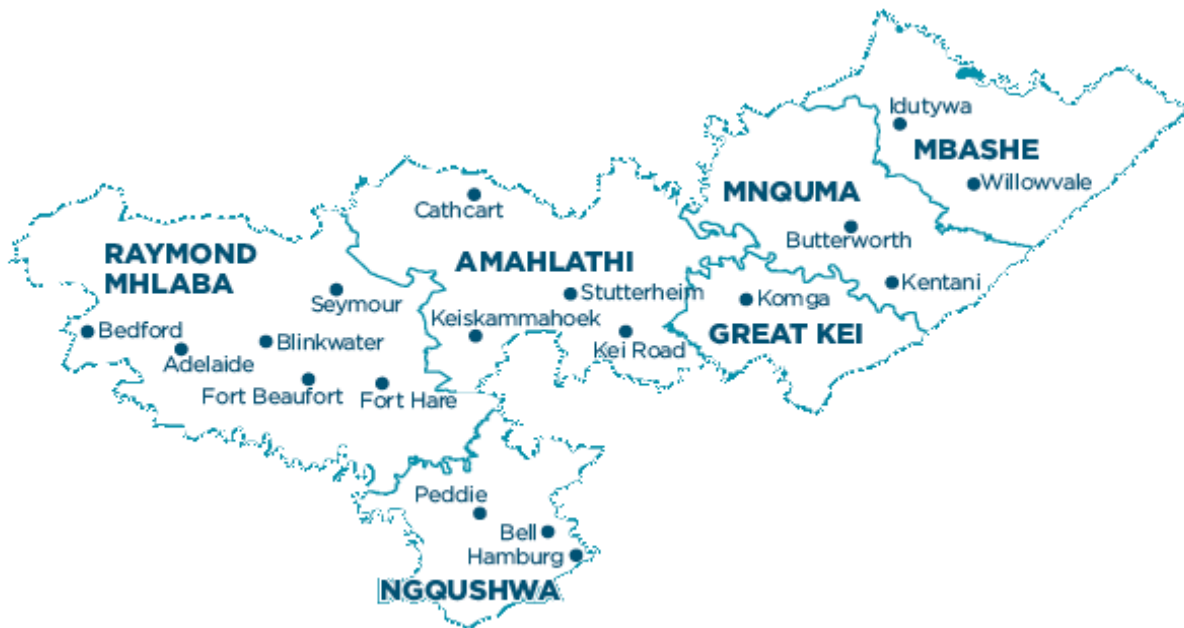 Idutywa
MBASHE
Willowvale
MNQUMA
Butterworth
Kentani
Cathcart
AMAHLATHI
Stutterheim
Keiskammahoek
Kei Road
Komga
GREAT KEI
RAYMOND
MHLABA
Seymour
Bedford
Blinkwater
Adelaide
Fort Beaufort
Fort Hare
Peddie
Bell
Hamburg
NGQUSHWA